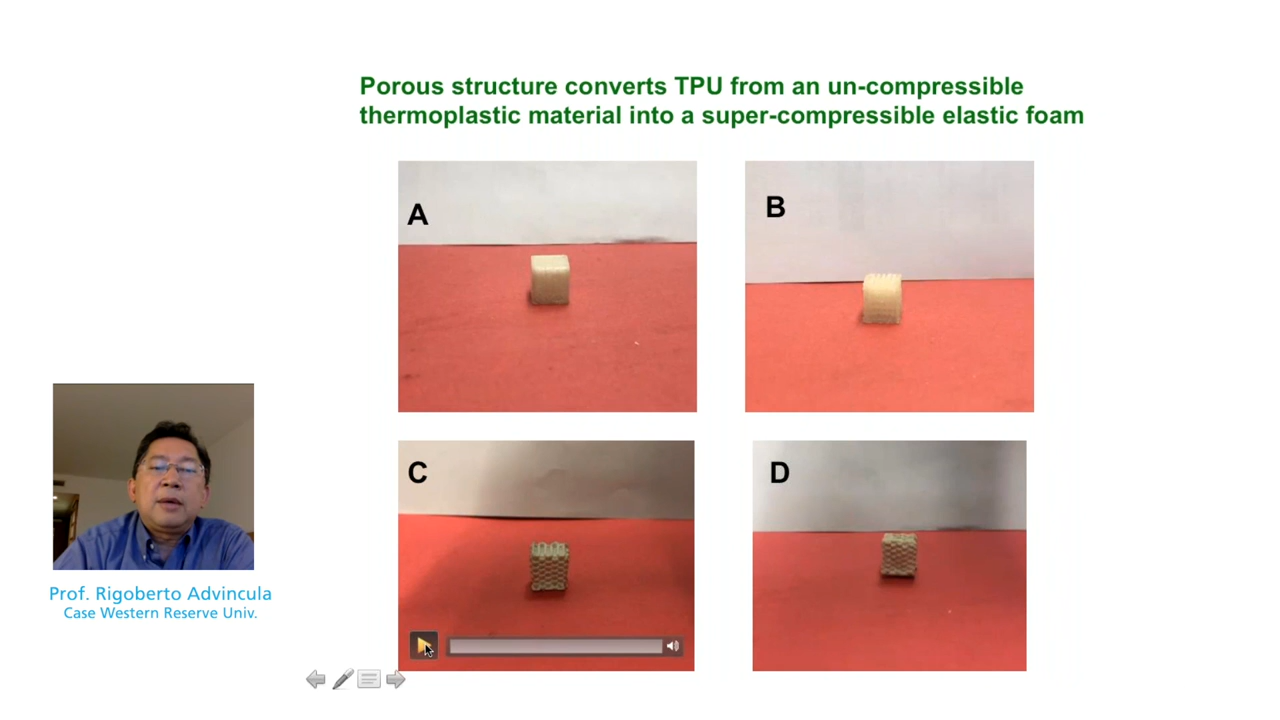 Porous structure converts TPU from an un-compressible
thermoplastic material into a super-compressible elastic foam
A
B
C
D
Prof. Rigoberto Advincula
Case Western Reserve Univ.